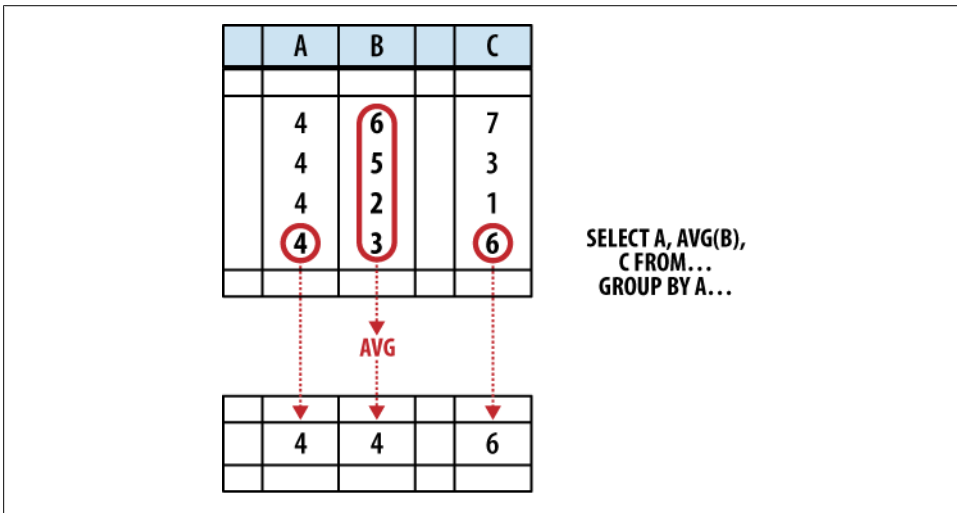 A B C
4 6 7
4 5 3
4 2 1
4 3 6
SELECT A, AVG(B),
C FROM...
GROUP BY A...
AVG
4 4 6